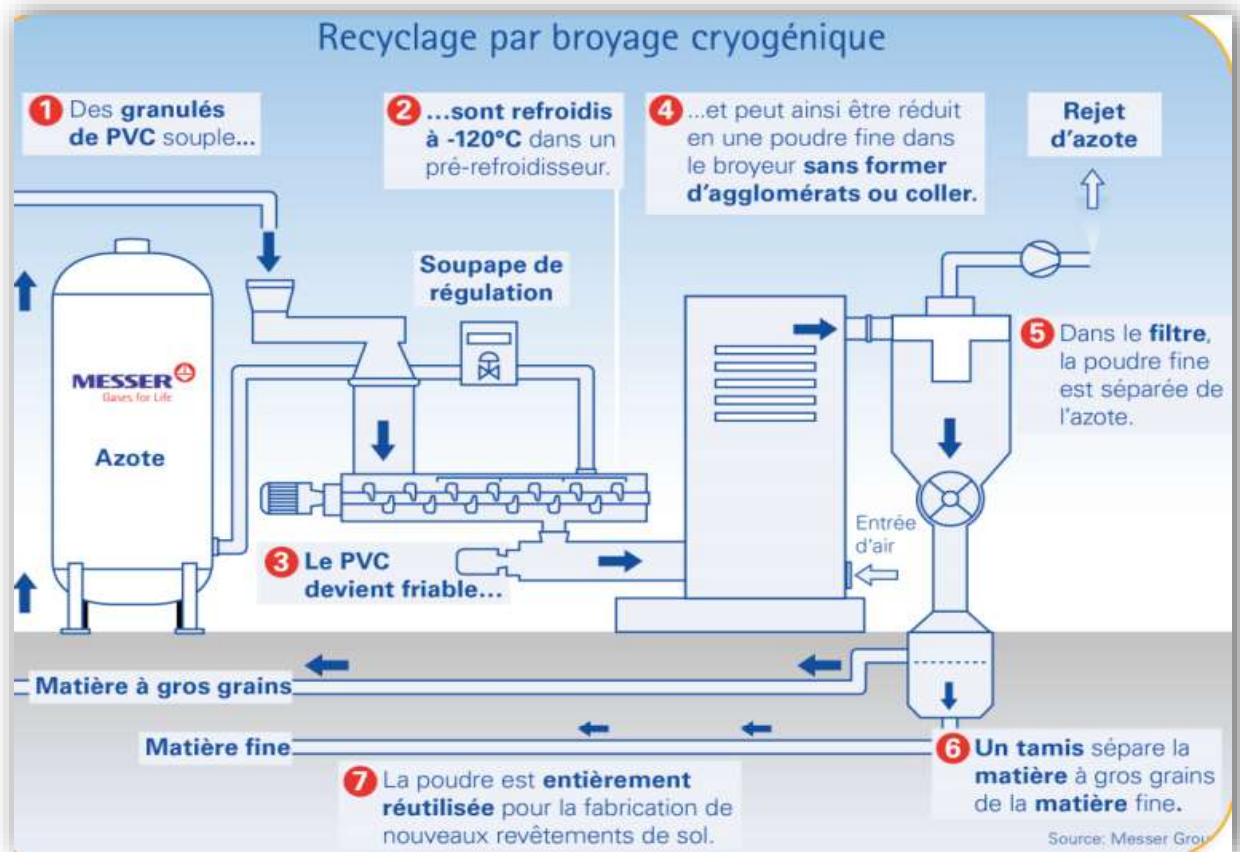 Recyclage par broyage cryogénique
1 Des granulés
de PVC souple...
2 ...sont refroidis
à -120°C dans un
pré-refroidisseur.
4 ...et peut ainsi être réduit
en une poudre fine dans
le broyeur sans former
d'agglomérats ou coller.
Rejet
d'azote
Soupape de
régulation
MESSER
Gases for Life
Azote
5 Dans le filtre,
la poudre fine
est séparée de
l'azote.
Entrée
d'air
3 Le PVC
devient friable...
Matière à gros grains
Matière fine
6 Un tamis sépare la
matière à gros grains
de la matière fine.
7 La poudre est entièrement
réutilisée pour la fabrication de
nouveaux revêtements de sol.
Source: Messer Grou